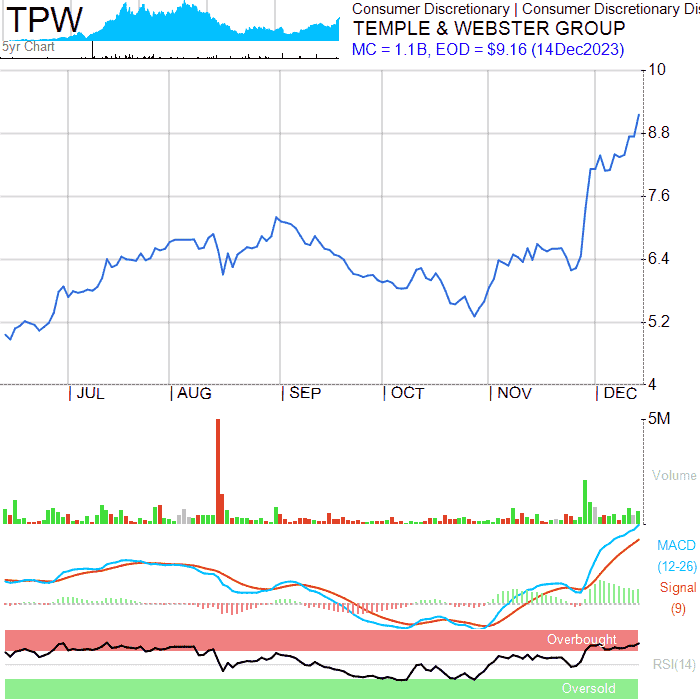 TPW
5yr Chart
Consumer Discretionary | Consumer Discretionary Dis
TEMPLE & WEBSTER GROUP
MC = 1.1B, EOD = $9.16 (14Dec2023)
10
8.8
7.6
6.4
5.2
4
| JUL | AUG | SEP | OCT | NOV | DEC
5M
Volume
MACD
(12-26)
Signal
(9)
Overbought
RSI(14)
Oversold